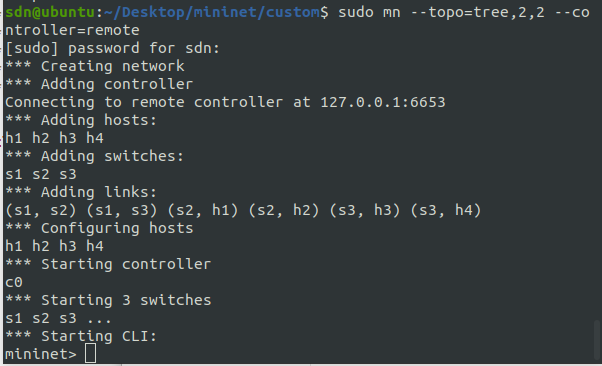 sdn@ubuntu:~/Desktop/mininet/custom$ sudo mn --topo=tree,2,2 --co
ntroller=remote
[sudo] password for sdn:
*** Creating network
*** Adding controller
Connecting to remote controller at 127.0.0.1:6653
*** Adding hosts:
h1 h2 h3 h4
*** Adding switches:
s1 s2 s3
*** Adding links:
(s1, s2) (s1, s3) (s2, h1) (s2, h2) (s3, h3) (s3, h4)
*** Configuring hosts
h1 h2 h3 h4
*** Starting controller
c0
*** Starting 3 switches
s1 s2 s3 ...
*** Starting CLI:
mininet>